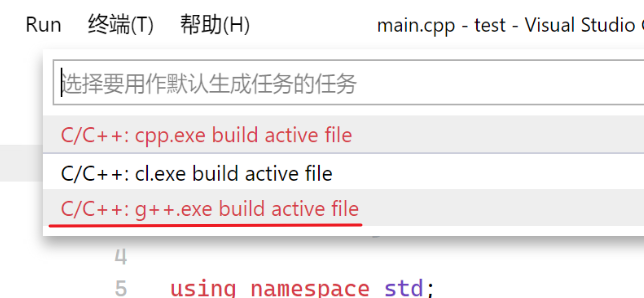 Run 终端(T) 帮助(H) main.cpp - test - Visual Studio
选择要用作默认生成任务的任务
C/C++: cpp.exe build active file
C/C++: cl.exe build active file
C/C++: g++.exe build active file
4
5 using namespace std;